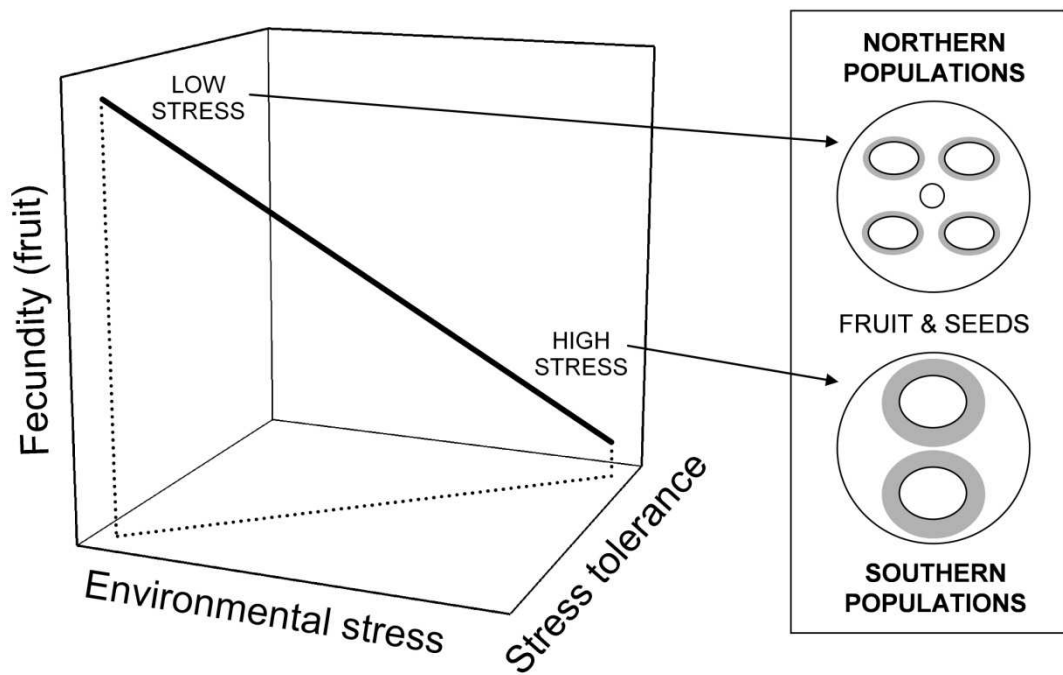 LOW
STRESS
HIGH
STRESS
Fecundity (fruit)
Environmental stress
Stress tolerance
NORTHERN
POPULATIONS
FRUIT & SEEDS
SOUTHERN
POPULATIONS